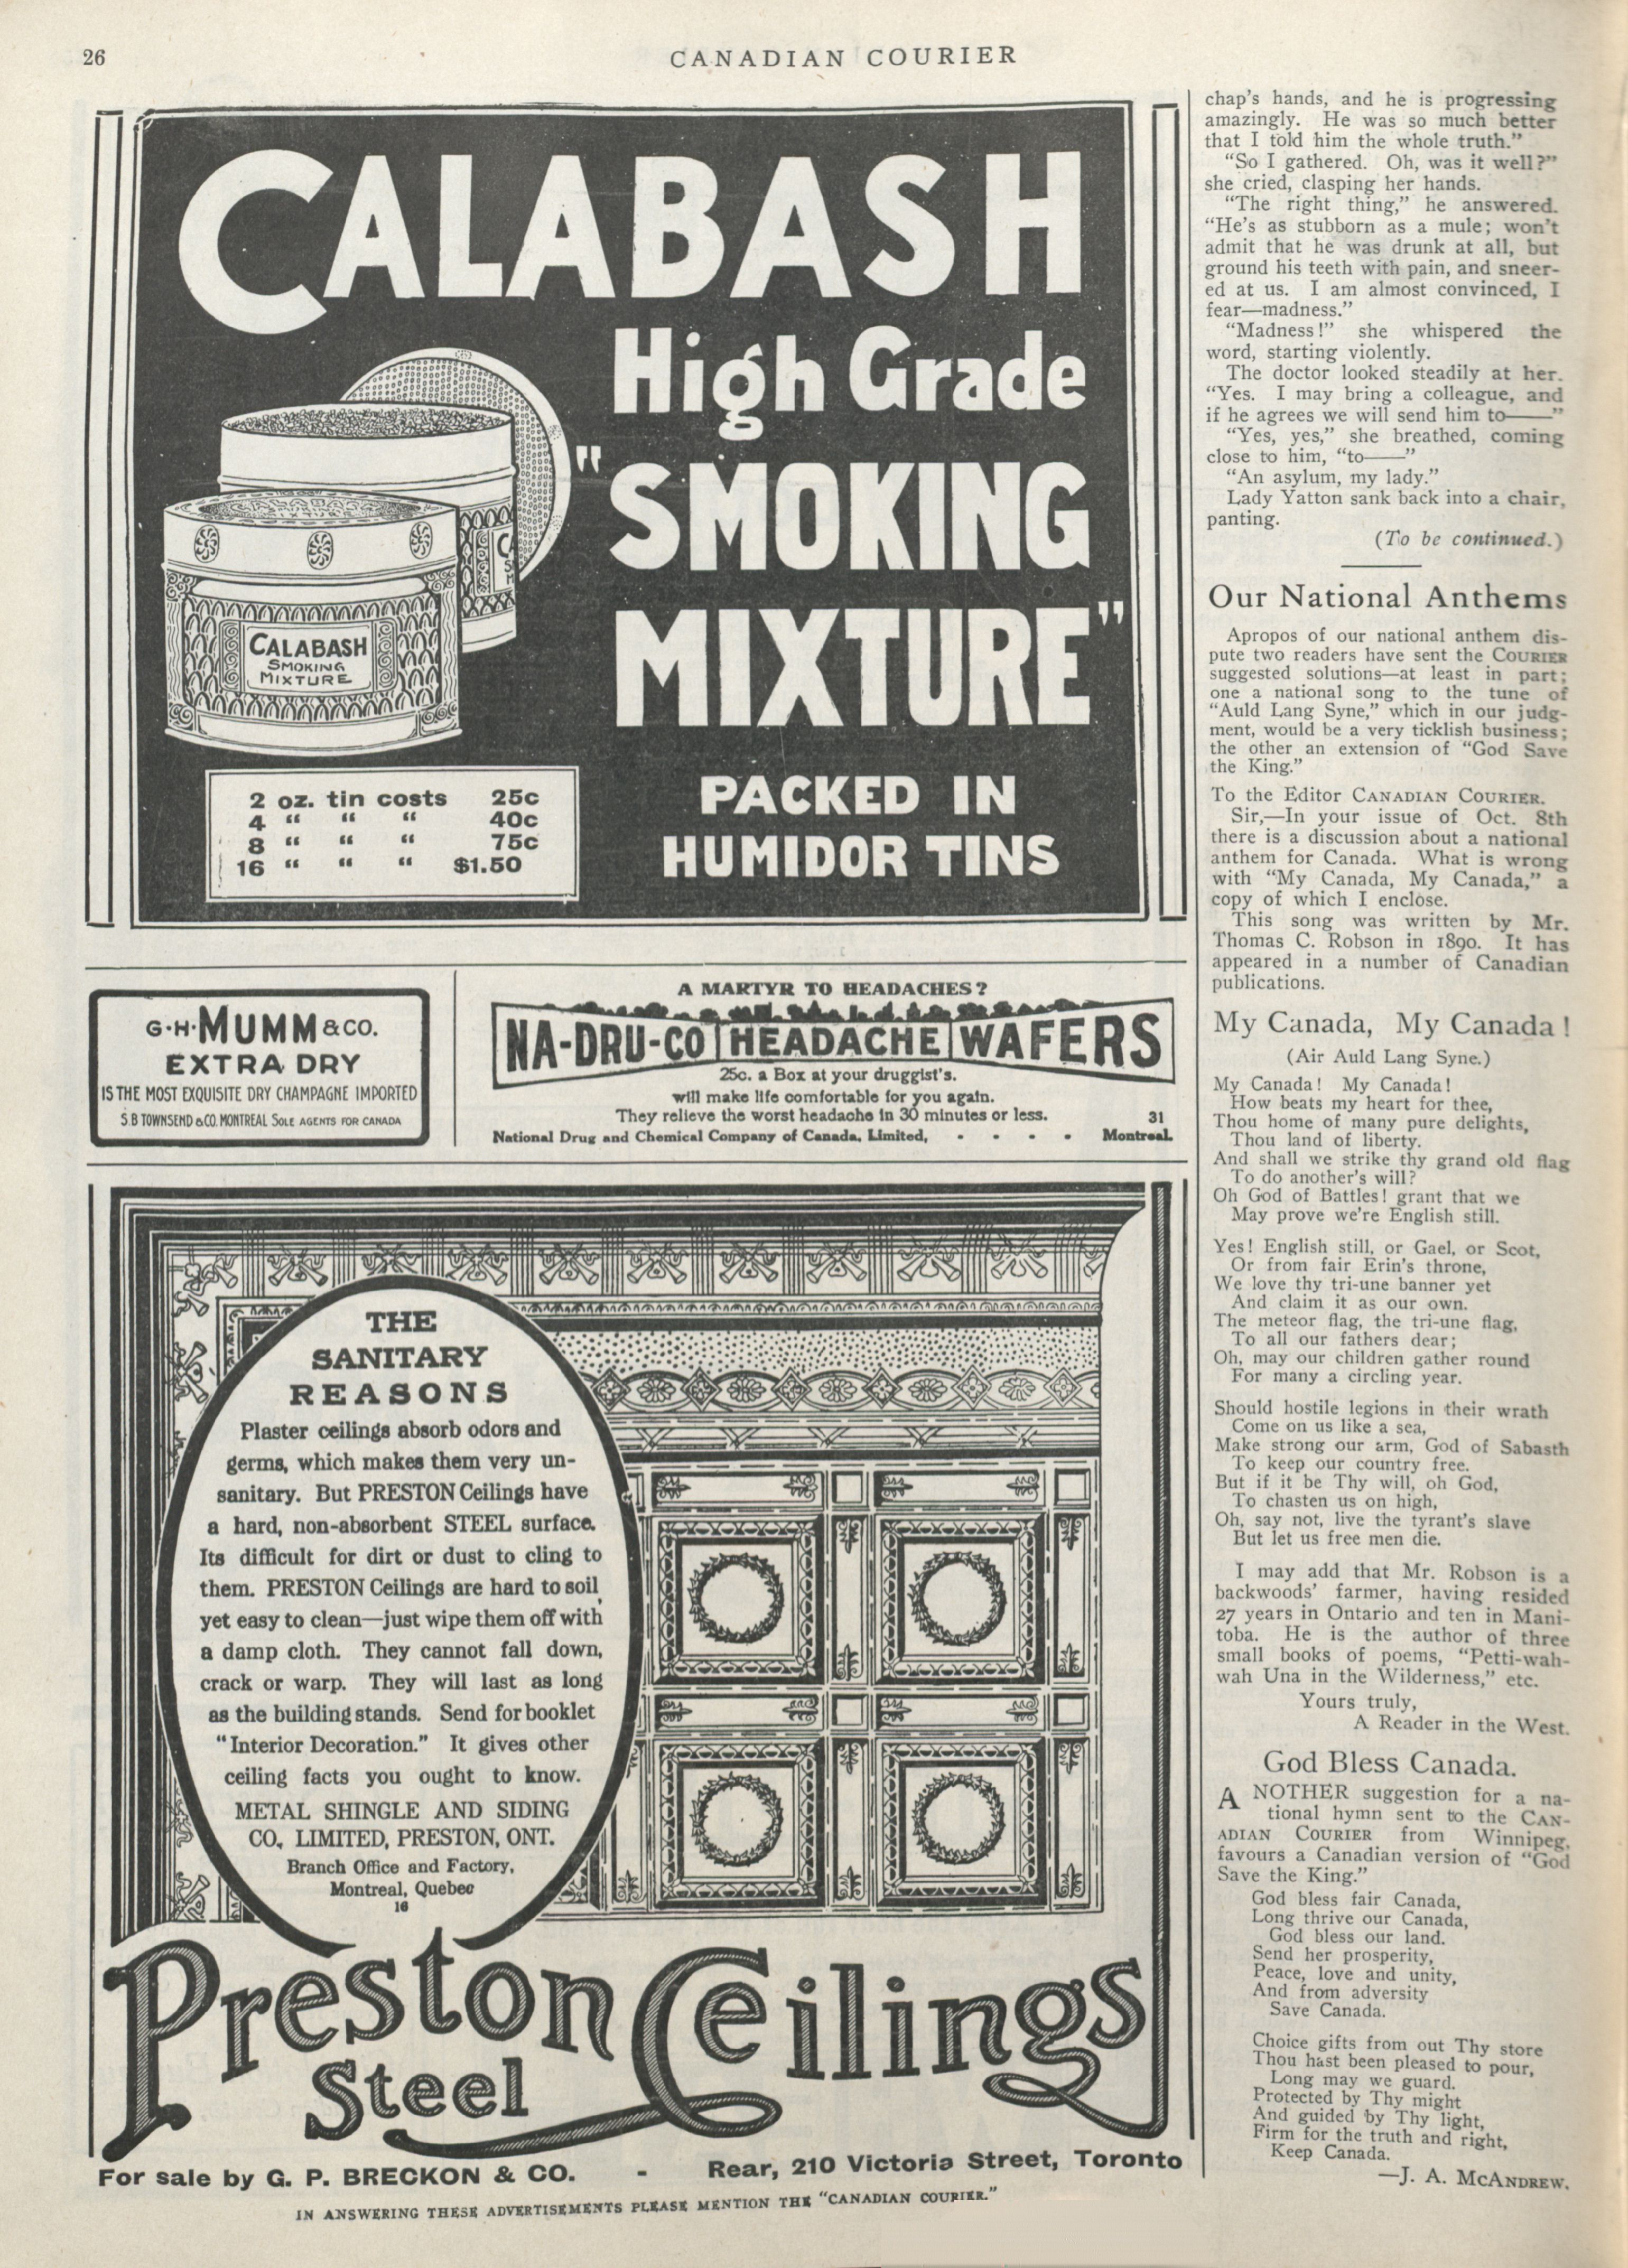 26
CANADIAN COURIER
CALABASH
High Grade
"SMOKING
MIXTURE"
CALABASH
SMOKING
MIXTURE
2 oz. tin costs 25c
4 " " " 40c
8 " " " 75c
16 " " " $1.50
PACKED IN
HUMIDOR TINS
G·H·MUMM & CO.
EXTRA DRY
IS THE MOST EXQUISITE DRY CHAMPAGNE IMPORTED
S.B TOWNSEND & CO. MONTREAL SOLE AGENTS FOR CANADA
A MARTYR TO HEADACHES?
NA-DRU-CO HEADACHE WAFERS
25c. a Box at your druggist's.
will make life comfortable for you again.
They relieve the worst headache in 30 minutes or less. 31
National Drug and Chemical Company of Canada, Limited, - - - - Montreal.
THE
SANITARY
REASONS
Plaster ceilings absorb odors and
germs, which makes them very un-
sanitary. But PRESTON Ceilings have
a hard, non-absorbent STEEL surface.
Its difficult for dirt or dust to cling to
them. PRESTON Ceilings are hard to soil
yet easy to clean—just wipe them off with
a damp cloth. They cannot fall down,
crack or warp. They will last as long
as the building stands. Send for booklet
"Interior Decoration." It gives other
ceiling facts you ought to know.
METAL SHINGLE AND SIDING
CO. LIMITED, PRESTON, ONT.
Branch Office and Factory,
Montreal, Quebec
16
Preston Ceilings
Steel
For sale by G. P. BRECKON & CO. - Rear, 210 Victoria Street, Toronto
IN ANSWERING THESE ADVERTISEMENTS PLEASE MENTION THE "CANADIAN COURIER."
chap's hands, and he is progressing
amazingly. He was so much better
that I told him the whole truth."
"So I gathered. Oh, was it well?"
she cried, clasping her hands.
"The right thing," he answered.
"He's as stubborn as a mule; won't
admit that he was drunk at all, but
ground his teeth with pain, and sneer-
ed at us. I am almost convinced, I
fear—madness."
"Madness!" she whispered the
word, starting violently.
The doctor looked steadily at her.
"Yes. I may bring a colleague, and
if he agrees we will send him to——"
"Yes, yes," she breathed, coming
close to him, "to——"
"An asylum, my lady."
Lady Yatton sank back into a chair,
panting.
(To be continued.)
Our National Anthems
Apropos of our national anthem dis-
pute two readers have sent the COURIER
suggested solutions—at least in part;
one a national song to the tune of
"Auld Lang Syne," which in our judg-
ment, would be a very ticklish business;
the other an extension of "God Save
the King."
To the Editor CANADIAN COURIER.
Sir,—In your issue of Oct. 8th
there is a discussion about a national
anthem for Canada. What is wrong
with "My Canada, My Canada," a
copy of which I enclose.
This song was written by Mr.
Thomas C. Robson in 1890. It has
appeared in a number of Canadian
publications.
My Canada, My Canada!
(Air Auld Lang Syne.)
My Canada! My Canada!
How beats my heart for thee,
Thou home of many pure delights,
Thou land of liberty.
And shall we strike thy grand old flag
To do another's will?
Oh God of Battles! grant that we
May prove we're English still.
Yes! English still, or Gael, or Scot,
Or from fair Erin's throne,
We love thy tri-une banner yet
And claim it as our own.
The meteor flag, the tri-une flag,
To all our fathers dear;
Oh, may our children gather round
For many a circling year.
Should hostile legions in their wrath
Come on us like a sea,
Make strong our arm, God of Sabasth
To keep our country free.
But if it be Thy will, oh God,
To chasten us on high,
Oh, say not, live the tyrant's slave
But let us free men die.
I may add that Mr. Robson is a
backwoods' farmer, having resided
27 years in Ontario and ten in Mani-
toba. He is the author of three
small books of poems, "Petti-wah-
wah Una in the Wilderness," etc.
Yours truly,
A Reader in the West.
God Bless Canada.
ANOTHER suggestion for a na-
tional hymn sent to the CAN-
ADIAN COURIER from Winnipeg,
favours a Canadian version of "God
Save the King."
God bless fair Canada,
Long thrive our Canada,
God bless our land.
Send her prosperity,
Peace, love and unity,
And from adversity
Save Canada.
Choice gifts from out Thy store
Thou hast been pleased to pour,
Long may we guard.
Protected by Thy might
And guided by Thy light,
Firm for the truth and right,
Keep Canada.
—J. A. MCANDREW.